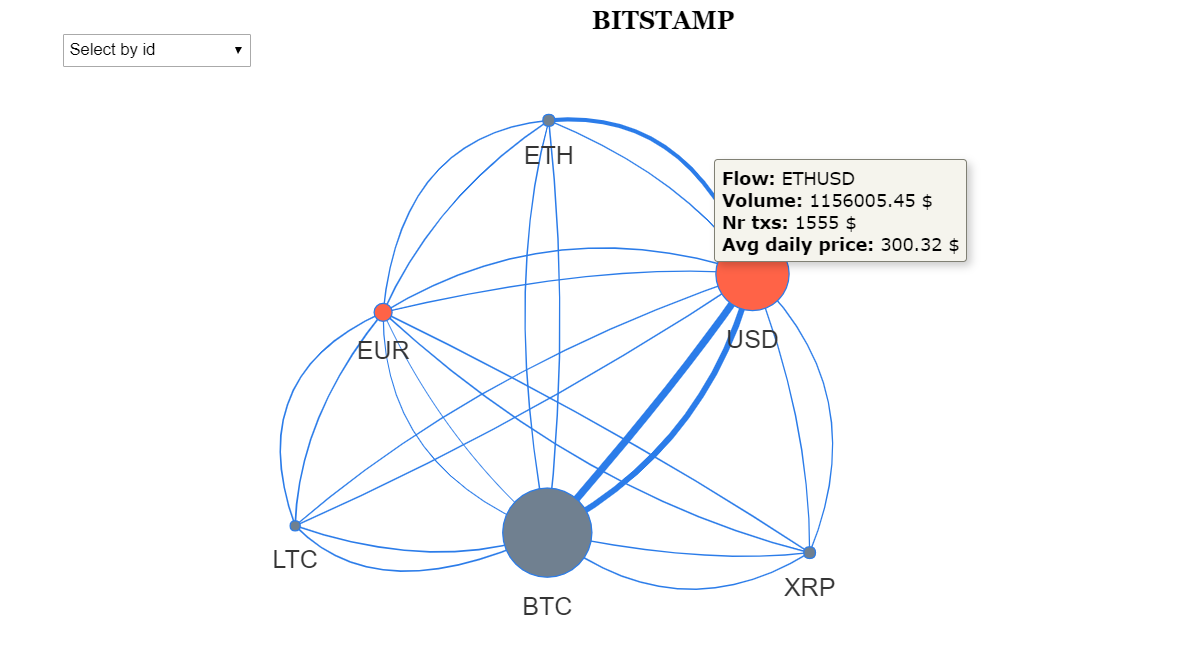 BITSTAMP
Select by id
ETH
Flow: ETHUSD
Volume: 1156005.45 $
Nr txs: 1555 $
Avg daily price: 300.32 $
USD
EUR
LTC
BTC
XRP